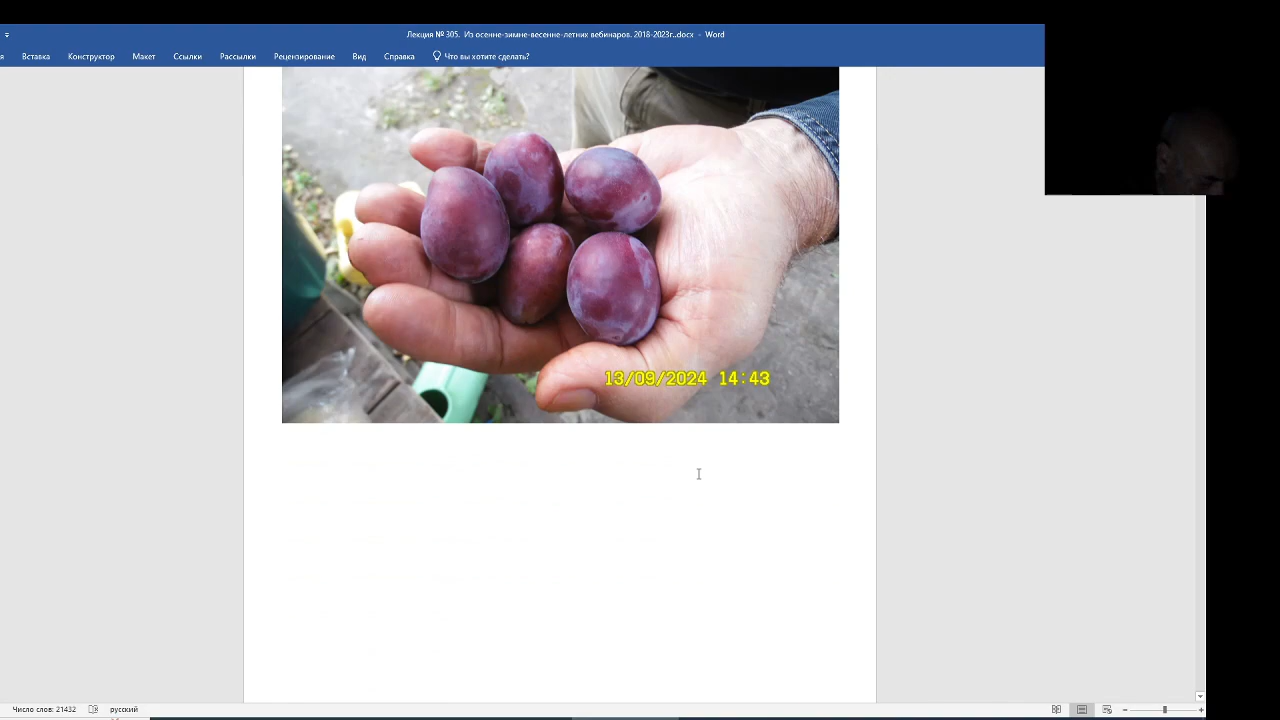 Лекция № 305. Из осенне-зимне-весенне-летних вебинаров. 2018-2023г..docx - Word
я Вставка Конструктор Макет Ссылки Рассылки Рецензирование Вид Справка Что вы хотите сделать?
13/09/2024 14:43
Число слов: 21432 русский